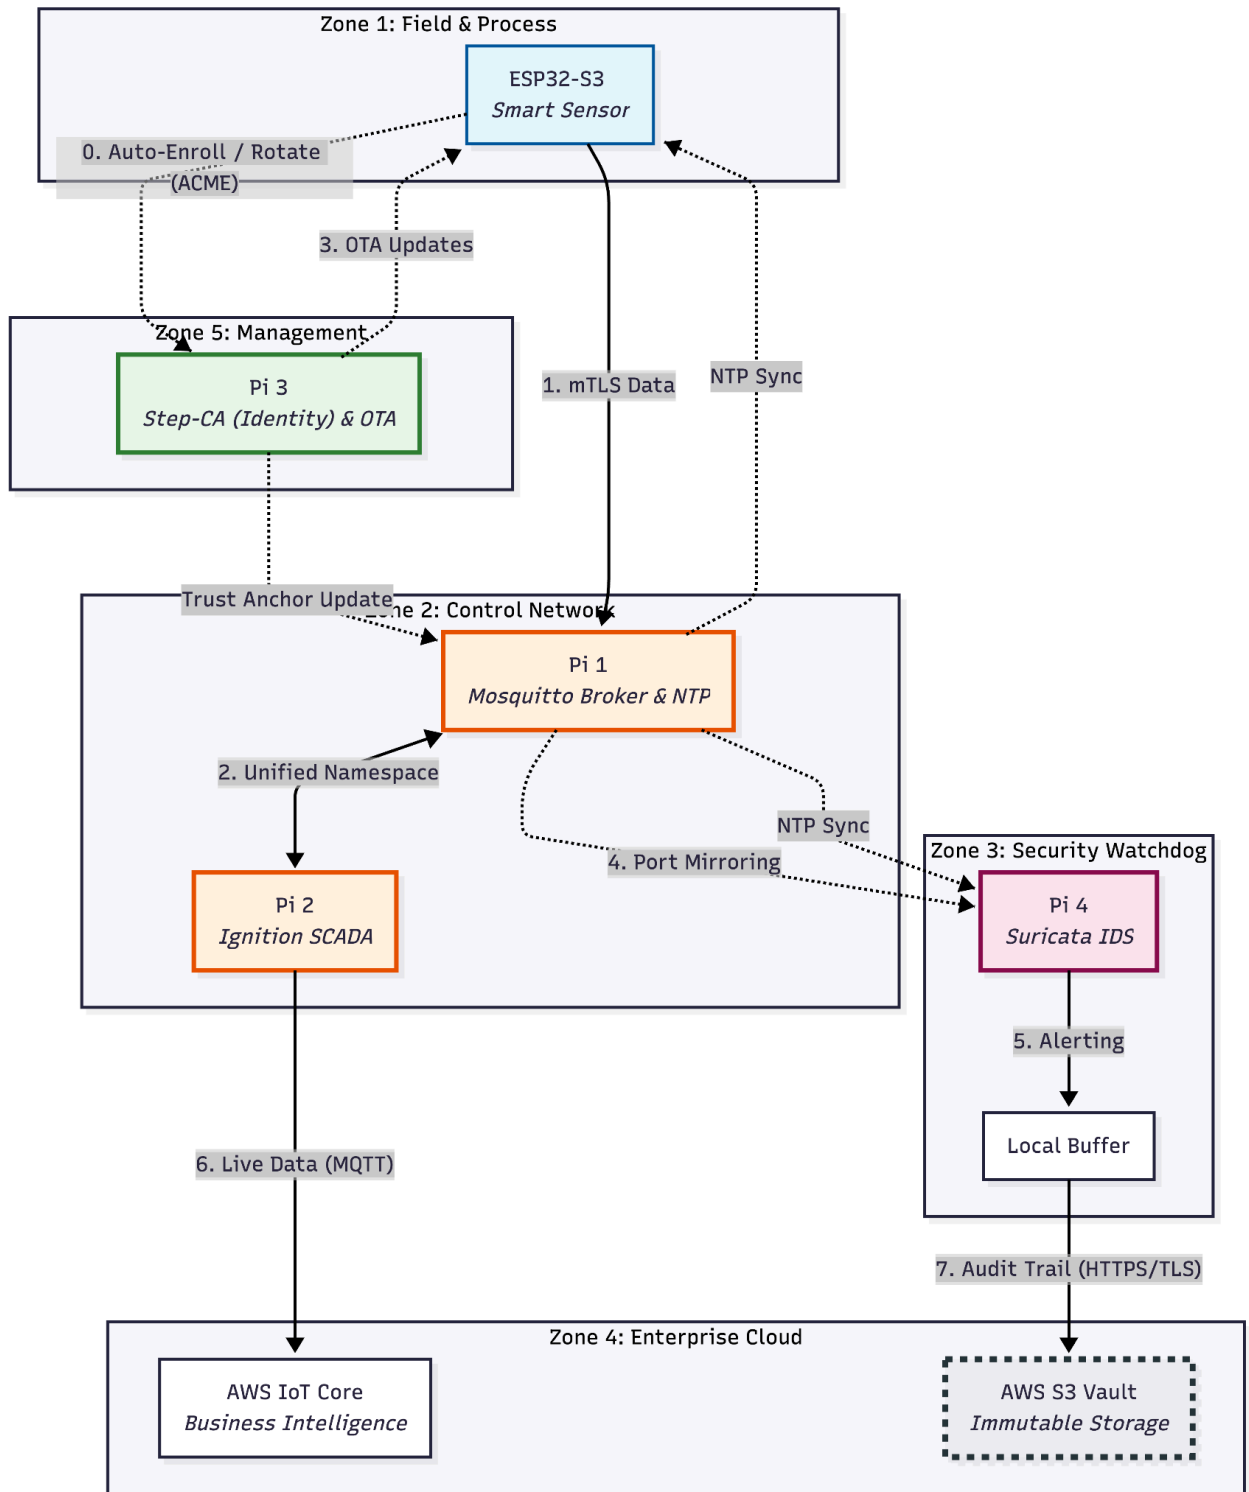 Zone 1: Field & Process
ESP32-S3
Smart Sensor
0. Auto-Enroll / Rotate
(ACME)
3. OTA Updates
Zone 5: Management
Pi 3
Step-CA (Identity) & OTA
1. mTLS Data
NTP Sync
Trust Anchor Update
Zone 2: Control Network
Pi 1
Mosquitto Broker & NTP
2. Unified Namespace
NTP Sync
4. Port Mirroring
Zone 3: Security Watchdog
Pi 2
Ignition SCADA
Pi 4
Suricata IDS
5. Alerting
Local Buffer
6. Live Data (MQTT)
7. Audit Trail (HTTPS/TLS)
Zone 4: Enterprise Cloud
AWS IoT Core
Business Intelligence
AWS S3 Vault
Immutable Storage